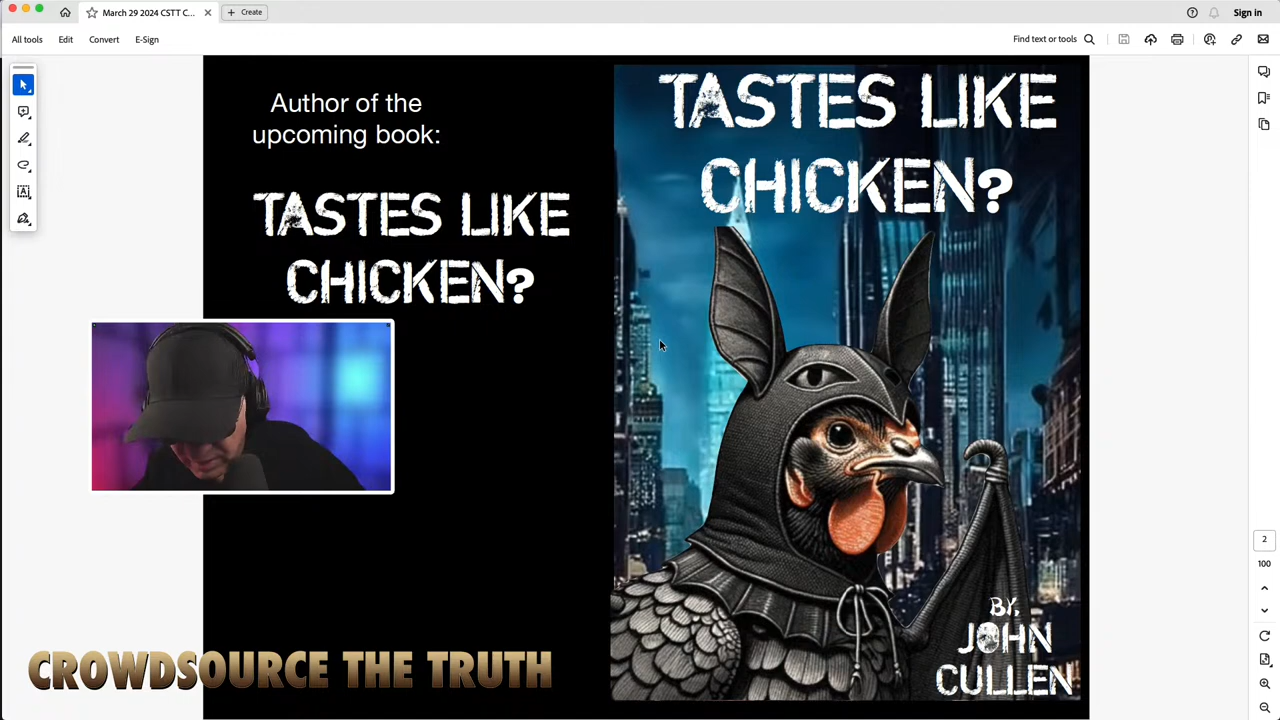 March 29 2024 CSTT C...
Create
Sign in
All tools
Edit
Convert
E-Sign
Find text or tools
Author of the
upcoming book:
TASTES LIKE
CHICKEN?
TASTES LIKE
CHICKEN?
BY,
JOHN
CULLEN
2
100
CROWDSOURCE THE TRUTH